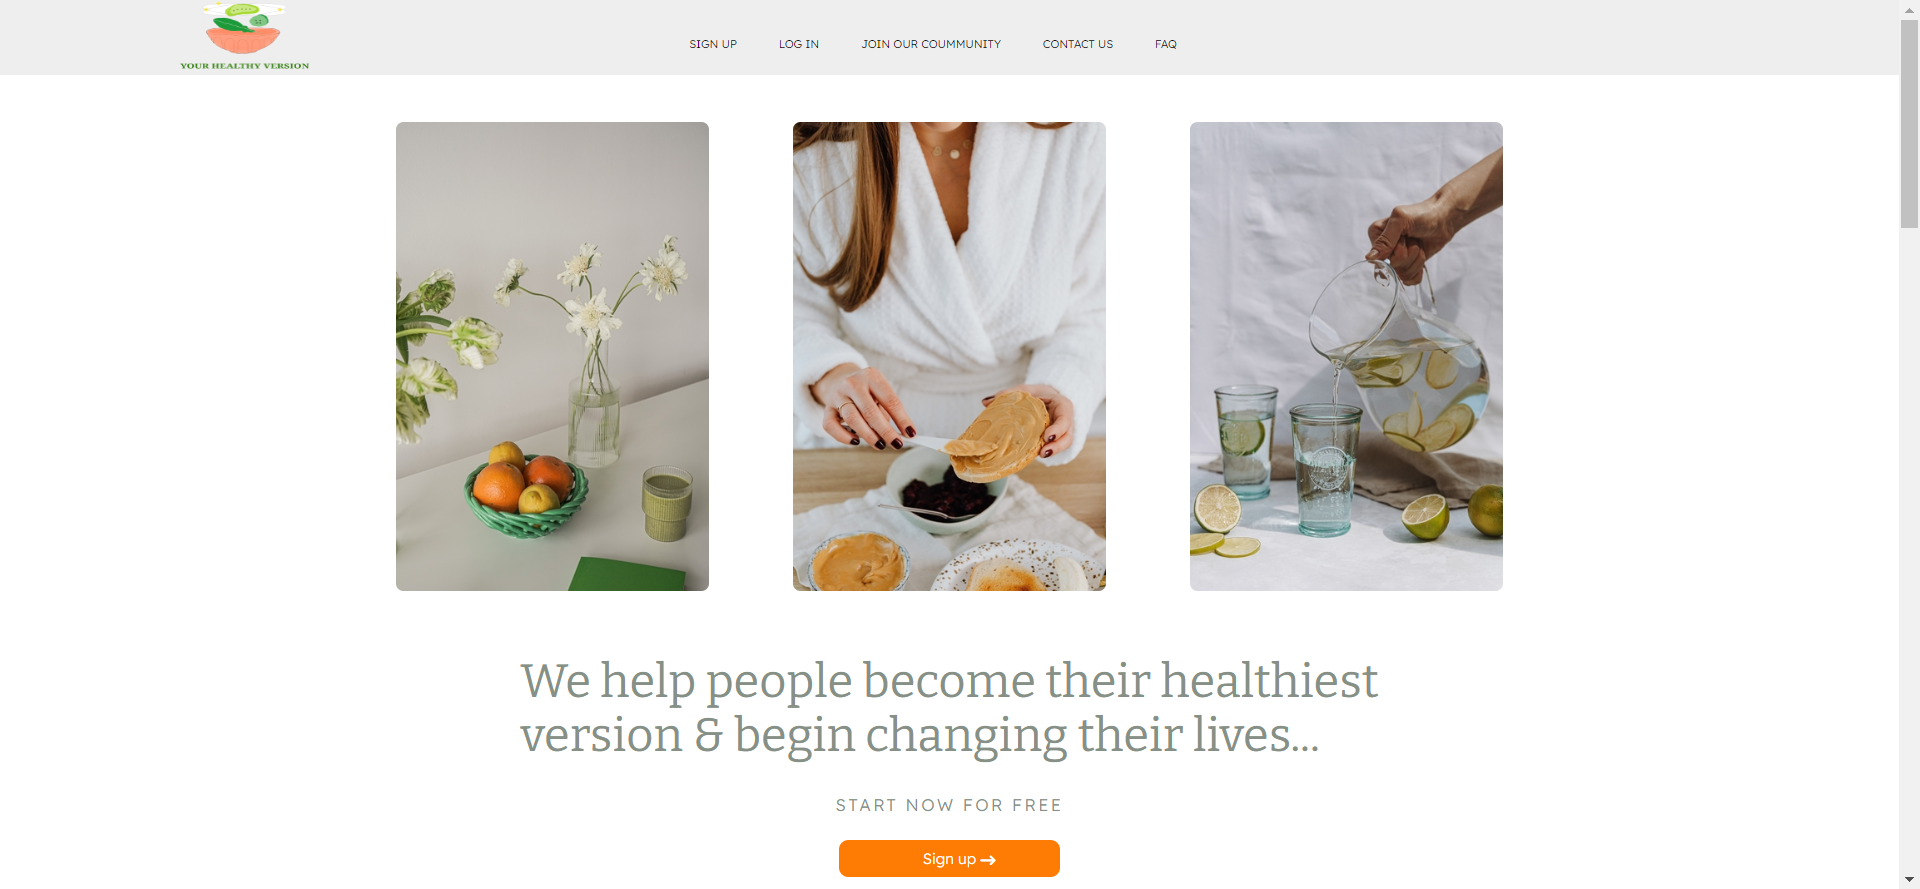 YOUR HEALTHY VERSION
SIGN UP
LOG IN
JOIN OUR COUMMUNITY
CONTACT US
FAQ
We help people become their healthiest
version & begin changing their lives...
START NOW FOR FREE
Sign up →